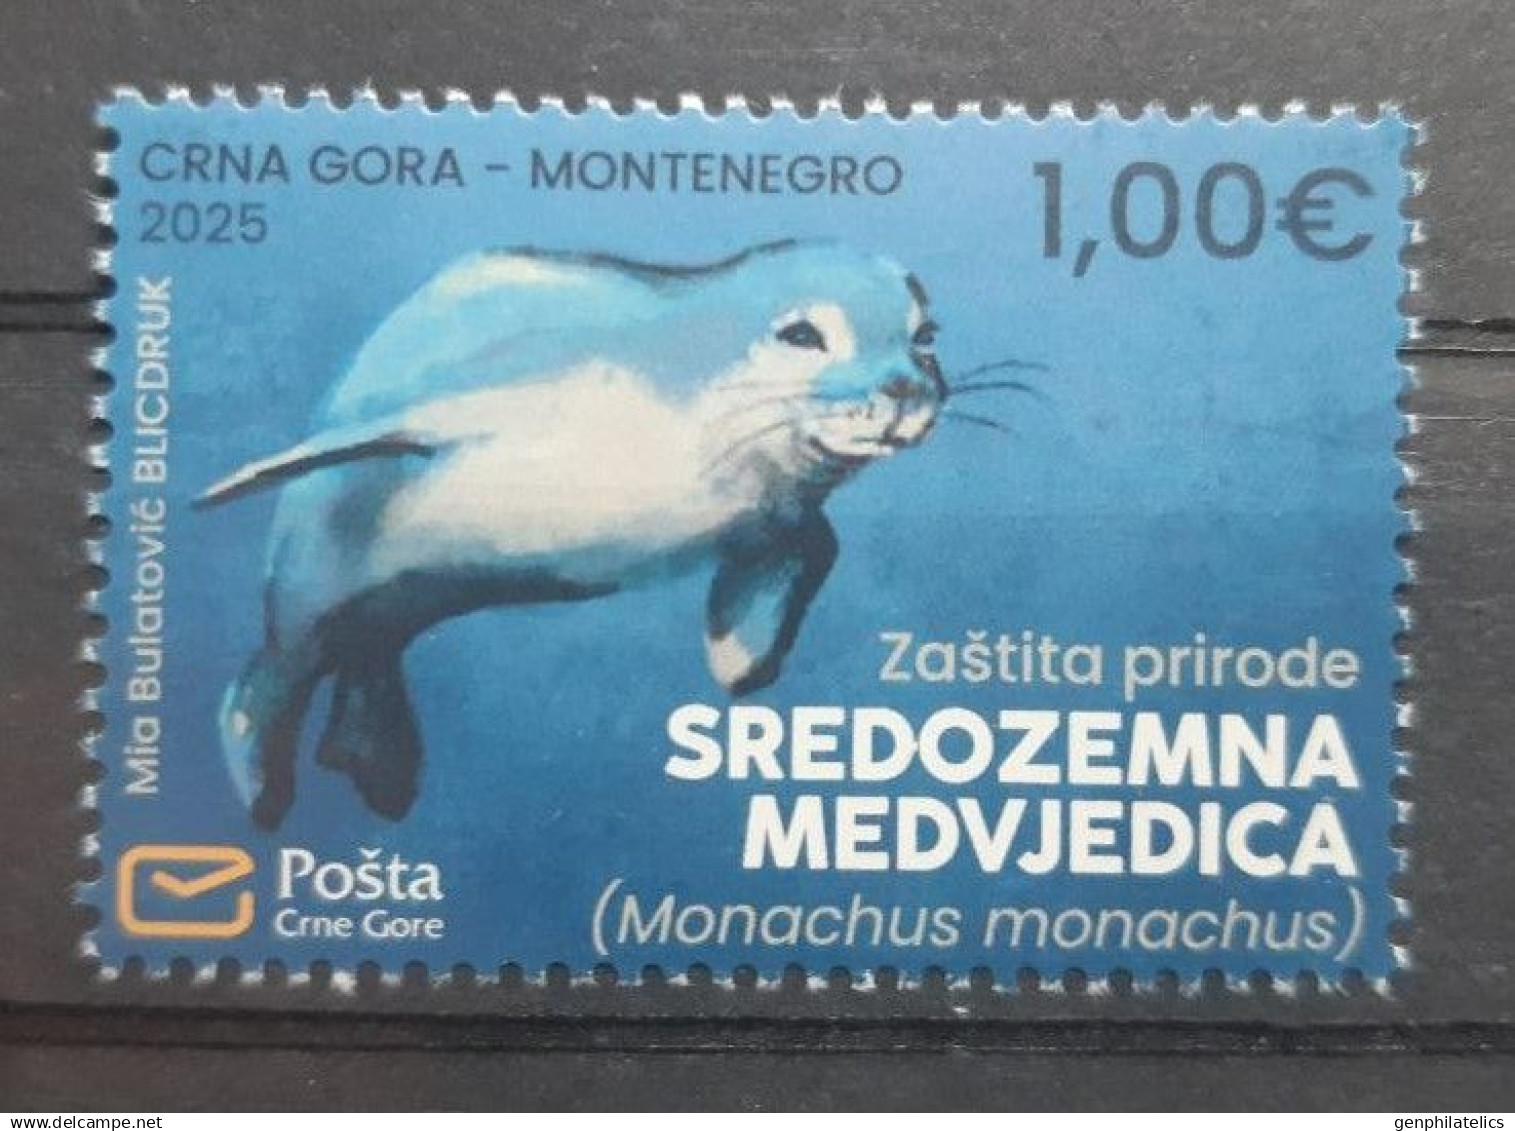 CRNA GORA - MONTENEGRO
2025
1,00€
Mia Bulatović BLICDRUK
Zaštita prirode
SREDOZEMNA
MEDVJEDICA
(Monachus monachus)
Pošta
Crne Gore
genphilatelics